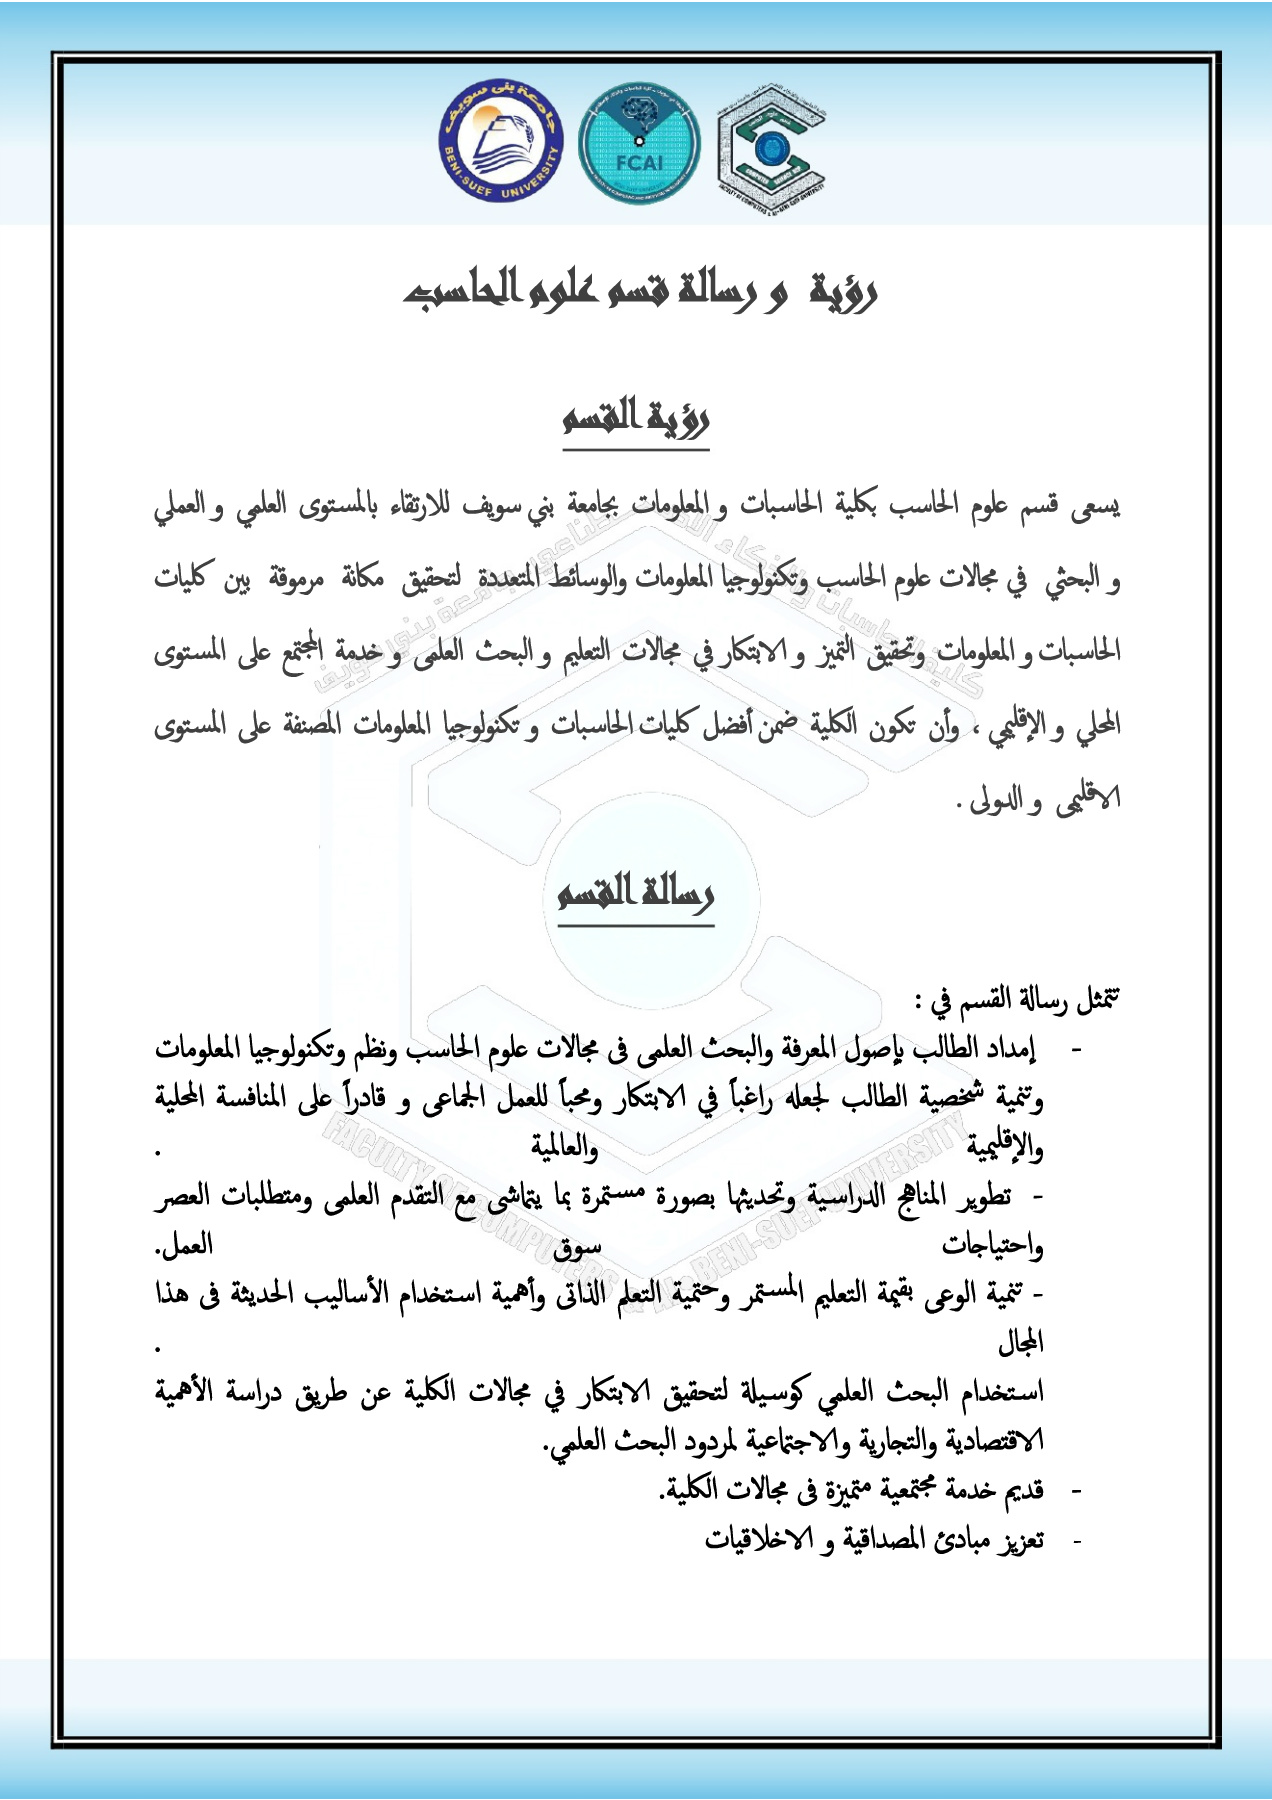 جامعة بنى سويف
BENI-SUEF UNIVERSITY
FCAI
رؤية و رسالة قسم علوم الحاسب
رؤية القسم
يسعى قسم علوم الحاسب بكلية الحاسبات و المعلومات بجامعة بني سويف للارتقاء بالمستوى العلمي و العملي
و البحثي في مجالات علوم الحاسب وتكنولوجيا المعلومات والوسائط المتعددة لتحقيق مكانة مرموقة بين كليات
الحاسبات و المعلومات وتحقيق التميز و الابتكار في مجالات التعليم و البحث العلمى و خدمة المجتمع على المستوى
المحلي و الإقليمي ، وأن تكون الكلية ضمن أفضل كليات الحاسبات و تكنولوجيا المعلومات المصنفة على المستوى
الاقليمى و الدولى .
رسالة القسم
تتمثل رسالة القسم في :
- إمداد الطالب بإصول المعرفة والبحث العلمى فى مجالات علوم الحاسب ونظم وتكنولوجيا المعلومات
وتنمية شخصية الطالب لجعله راغباً في الابتكار ومحباً للعمل الجماعى و قادراً على المنافسة المحلية
والإقليمية والعالمية .
- تطوير المناهج الدراسية وتحديثها بصورة مستمرة بما يتماشى مع التقدم العلمى ومتطلبات العصر
واحتياجات سوق العمل.
- تنمية الوعى بقيمة التعليم المستمر وحتمية التعلم الذاتى وأهمية استخدام الأساليب الحديثة فى هذا
المجال .
استخدام البحث العلمي كوسيلة لتحقيق الابتكار في مجالات الكلية عن طريق دراسة الأهمية
الاقتصادية والتجارية والاجتماعية لمردود البحث العلمي.
- قديم خدمة مجتمعية متميزة فى مجالات الكلية.
- تعزيز مبادئ المصداقية و الاخلاقيات